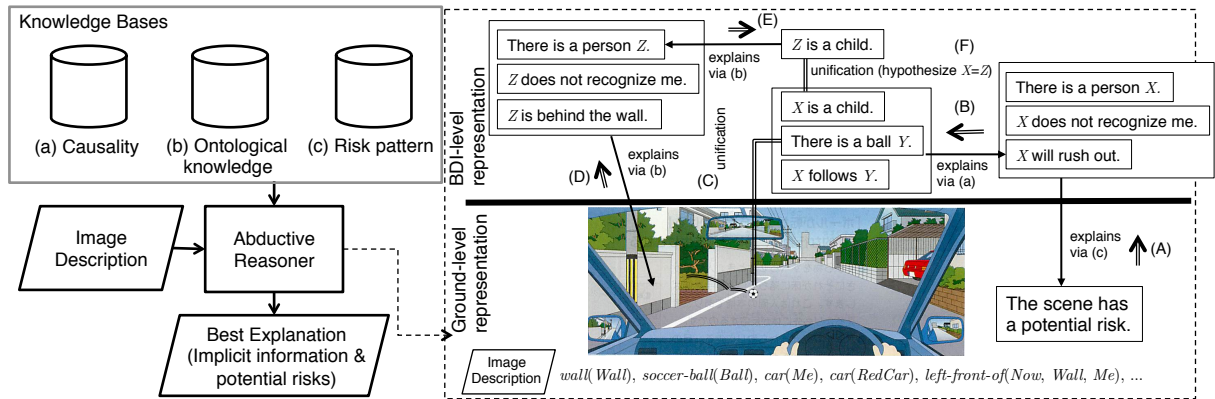 Knowledge Bases
(a) Causality
(b) Ontological
knowledge
(c) Risk pattern
Image
Description
Abductive
Reasoner
Best Explanation
(Implicit information &
potential risks)
BDI-level
representation
Ground-level
representation
There is a person Z.
Z does not recognize me.
Z is behind the wall.
(E)
explains
via (b)
Z is a child.
unification (hypothesize X=Z)
(F)
X is a child.
There is a ball Y.
X follows Y.
(B)
explains
via (a)
There is a person X.
X does not recognize me.
X will rush out.
(D)
explains
via (b)
(C)
unification
explains
via (c)
(A)
The scene has
a potential risk.
Image
Description
wall(Wall), soccer-ball(Ball), car(Me), car(RedCar), left-front-of(Now, Wall, Me), ...